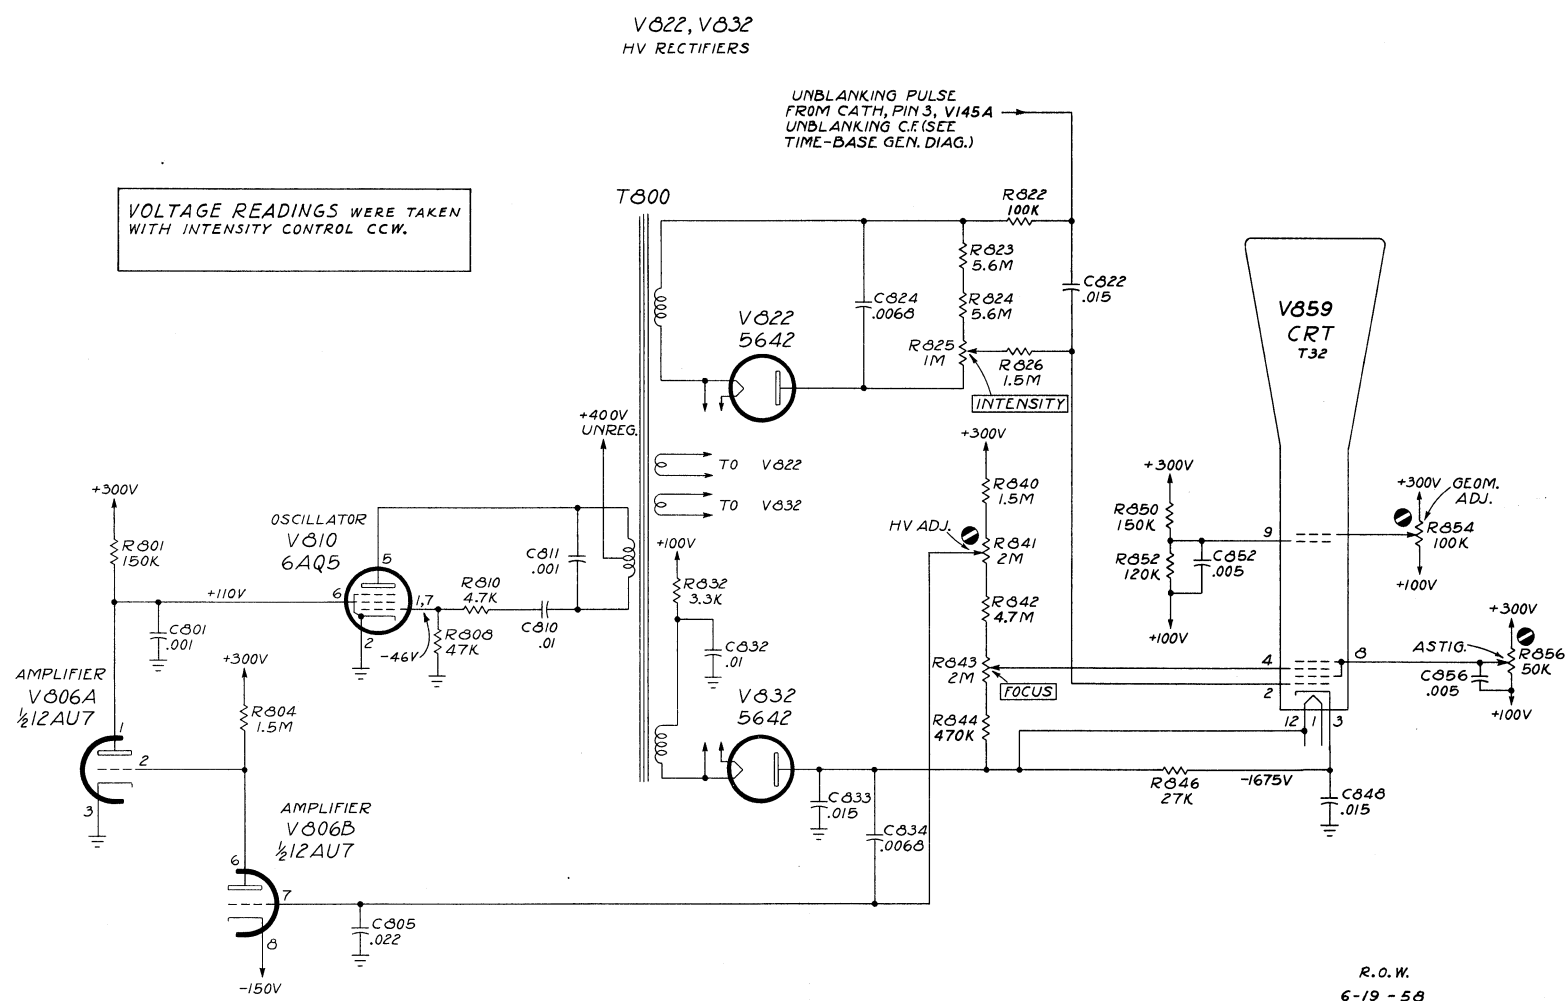 V822, V832
HV RECTIFIERS
UNBLANKING PULSE
FROM CATH, PIN 3, V145A
UNBLANKING C.F. (SEE
TIME-BASE GEN. DIAG.)
VOLTAGE READINGS WERE TAKEN
WITH INTENSITY CONTROL CCW.
T800
R822
100K
R823
5.6M
C824
.0068
R824
5.6M
C822
.015
V822
5642
R825
1M
R826
1.5M
INTENSITY
V859
CRT
T32
+400V
UNREG.
TO V822
TO V832
+300V
R840
1.5M
HV ADJ.
R841
2M
R842
4.7M
R843
2M
FOCUS
R844
470K
+300V
R850
150K
R852
120K
C852
.005
+100V
9
+300V
GEOM.
ADJ.
R854
100K
+100V
+300V
ASTIG.
R856
50K
C856
.005
+100V
8
4
2
12
1
3
+300V
R801
150K
+110V
C801
.001
OSCILLATOR
V810
6AQ5
5
6
1,7
2
-46V
R810
4.7K
R808
47K
C810
.01
C811
.001
+100V
R832
3.3K
C832
.01
V832
5642
AMPLIFIER
V806A
½12AU7
1
2
3
+300V
R804
1.5M
AMPLIFIER
V806B
½12AU7
6
7
8
-150V
C805
.022
C833
.015
C834
.0068
R846
27K
-1675V
C848
.015
R.O.W.
6-19-58